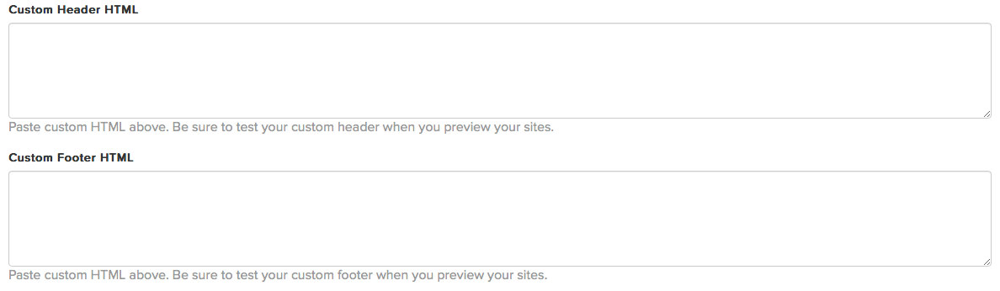 Custom Header HTML
Paste custom HTML above. Be sure to test your custom header when you preview your sites.
Custom Footer HTML
Paste custom HTML above. Be sure to test your custom footer when you preview your sites.